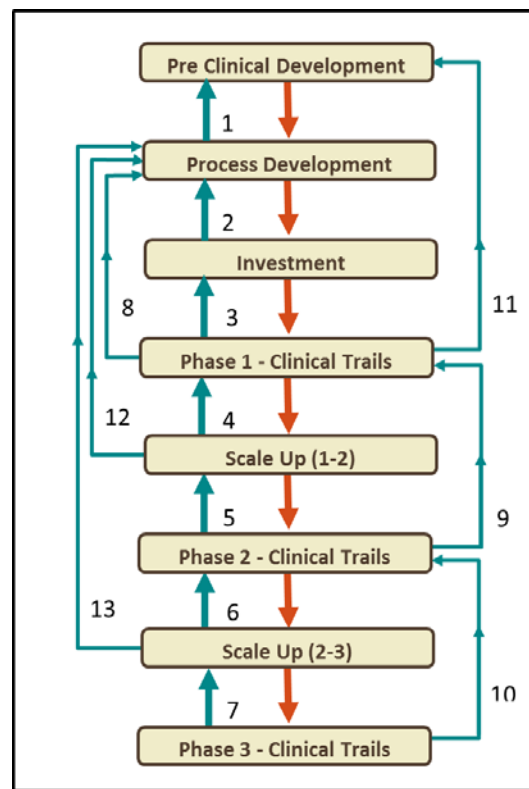 Pre Clinical Development
1
Process Development
2
Investment
8
3
11
Phase 1 - Clinical Trails
12
4
Scale Up (1-2)
5
9
Phase 2 - Clinical Trails
13
6
Scale Up (2-3)
10
7
Phase 3 - Clinical Trails